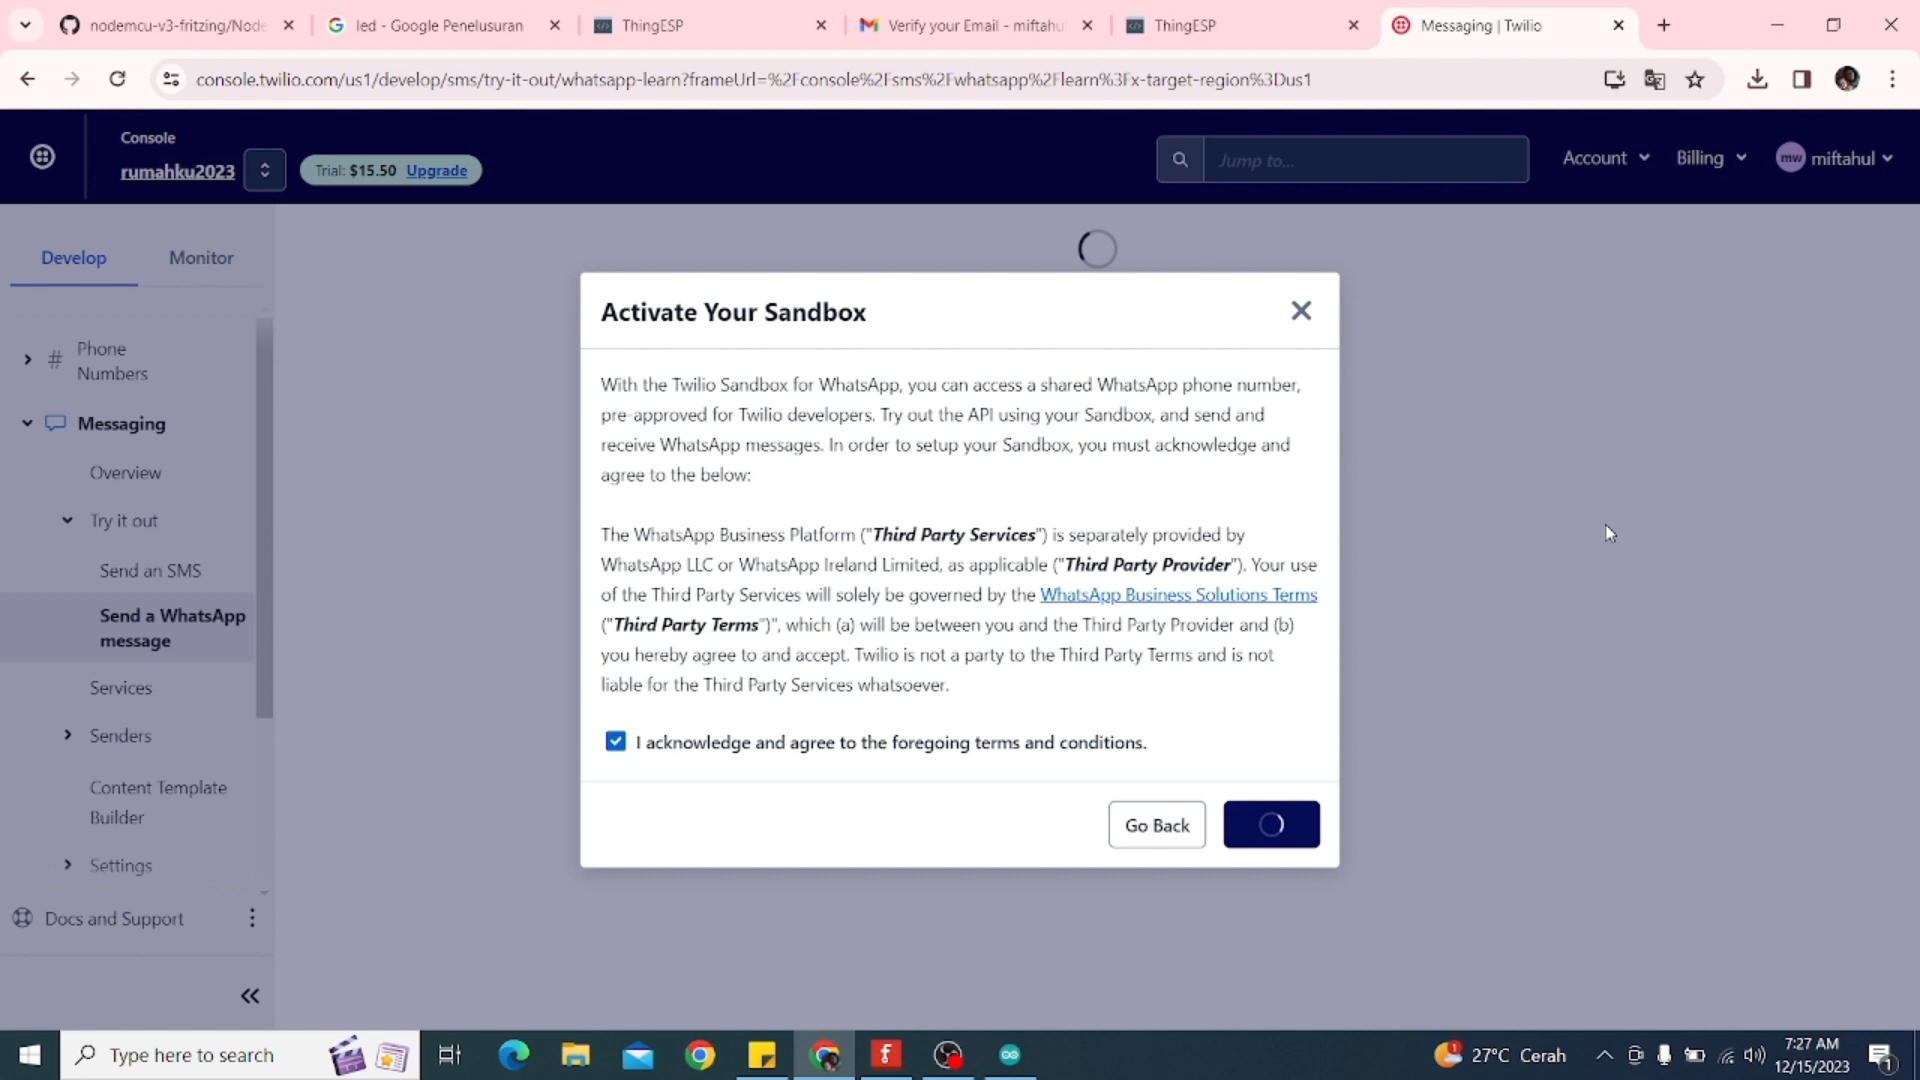 nodemcu-v3-fritzing/Node
led - Google Penelusuran
ThingESP
Verify your Email - miftahu
ThingESP
Messaging | Twilio
console.twilio.com/us1/develop/sms/try-it-out/whatsapp-learn?frameUrl=%2Fconsole%2Fsms%2Fwhatsapp%2Flearn%3Fx-target-region%3Dus1
Console
rumahku2023
Trial: $15.50 Upgrade
Jump to...
Account
Billing
mw
miftahul
Develop
Monitor
# Phone
Numbers
Messaging
Overview
Try it out
Send an SMS
Send a WhatsApp
message
Services
Senders
Content Template
Builder
Settings
Docs and Support
Activate Your Sandbox
With the Twilio Sandbox for WhatsApp, you can access a shared WhatsApp phone number,
pre-approved for Twilio developers. Try out the API using your Sandbox, and send and
receive WhatsApp messages. In order to setup your Sandbox, you must acknowledge and
agree to the below:
The WhatsApp Business Platform ("Third Party Services") is separately provided by
WhatsApp LLC or WhatsApp Ireland Limited, as applicable ("Third Party Provider"). Your use
of the Third Party Services will solely be governed by the WhatsApp Business Solutions Terms
("Third Party Terms")", which (a) will be between you and the Third Party Provider and (b)
you hereby agree to and accept. Twilio is not a party to the Third Party Terms and is not
liable for the Third Party Services whatsoever.
I acknowledge and agree to the foregoing terms and conditions.
Go Back
Type here to search
27°C Cerah
7:27 AM
12/15/2023
1